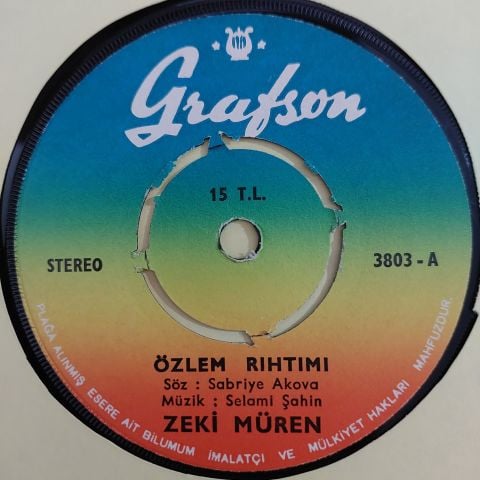 Grafson
15 T.L.
STEREO
3803 - A
ÖZLEM RIHTIMI
Söz : Sabriye Akova
Müzik : Selami Şahin
ZEKİ MÜREN
PLAĞA ALINMIŞ ESERE AİT BİLUMUM İMALATÇI VE MÜLKİYET HAKLARI MAHFUZDUR.